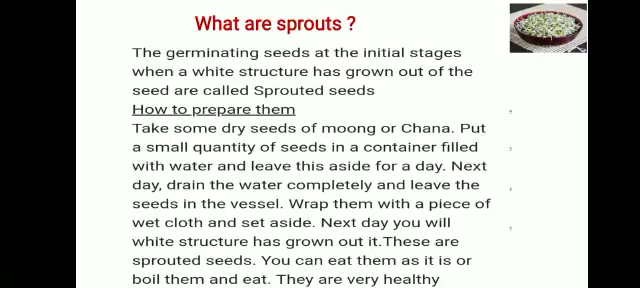 What are sprouts ?
The germinating seeds at the initial stages
when a white structure has grown out of the
seed are called Sprouted seeds
How to prepare them
Take some dry seeds of moong or Chana. Put
a small quantity of seeds in a container filled
with water and leave this aside for a day. Next
day, drain the water completely and leave the
seeds in the vessel. Wrap them with a piece of
wet cloth and set aside. Next day you will
white structure has grown out it.These are
sprouted seeds. You can eat them as it is or
boil them and eat. They are very healthy